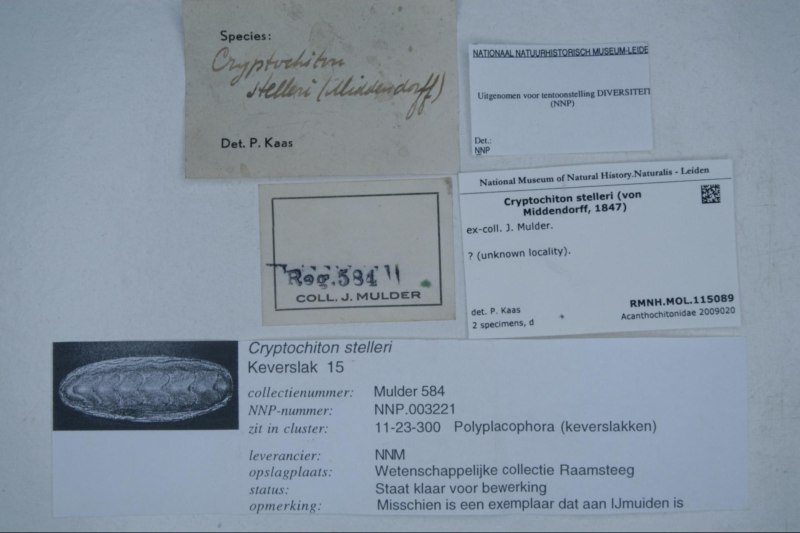 Species:
Cryptochiton
stelleri (Middendorff)
Det. P. Kaas
NATIONAAL NATUURHISTORISCH MUSEUM-LEIDE
Uitgenomen voor tentoonstelling DIVERSITEIT
(NNP)
Det.:
NNP
National Museum of Natural History.Naturalis - Leiden
Cryptochiton stelleri (von
Middendorff, 1847)
ex-coll. J. Mulder.
? (unknown locality).
RMNH.MOL.115089
det. P. Kaas
Acanthochitonidae 2009020
2 specimens, d
Reg.584
COLL. J. MULDER
Cryptochiton stelleri
Keverslak 15
collectienummer: Mulder 584
NNP-nummer: NNP.003221
zit in cluster: 11-23-300 Polyplacophora (keverslakken)
leverancier: NNM
opslagplaats: Wetenschappelijke collectie Raamsteeg
status: Staat klaar voor bewerking
opmerking: Misschien is een exemplaar dat aan IJmuiden is